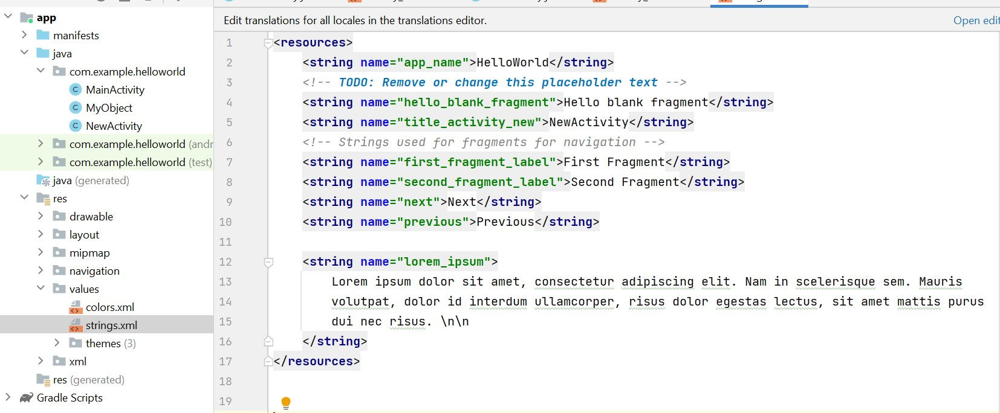 app
manifests
java
com.example.helloworld
MainActivity
MyObject
NewActivity
com.example.helloworld (andr
com.example.helloworld (test)
java (generated)
res
drawable
layout
mipmap
navigation
values
colors.xml
strings.xml
themes (3)
xml
res (generated)
Gradle Scripts
Edit translations for all locales in the translations editor.
Open edit
1 <resources>
2 <string name="app_name">HelloWorld</string>
3 <!-- TODO: Remove or change this placeholder text -->
4 <string name="hello_blank_fragment">Hello blank fragment</string>
5 <string name="title_activity_new">NewActivity</string>
6 <!-- Strings used for fragments for navigation -->
7 <string name="first_fragment_label">First Fragment</string>
8 <string name="second_fragment_label">Second Fragment</string>
9 <string name="next">Next</string>
10 <string name="previous">Previous</string>
11
12 <string name="lorem_ipsum">
13 Lorem ipsum dolor sit amet, consectetur adipiscing elit. Nam in scelerisque sem. Mauris
14 volutpat, dolor id interdum ullamcorper, risus dolor egestas lectus, sit amet mattis purus
15 dui nec risus. \n\n
16 </string>
17 </resources>
18
19